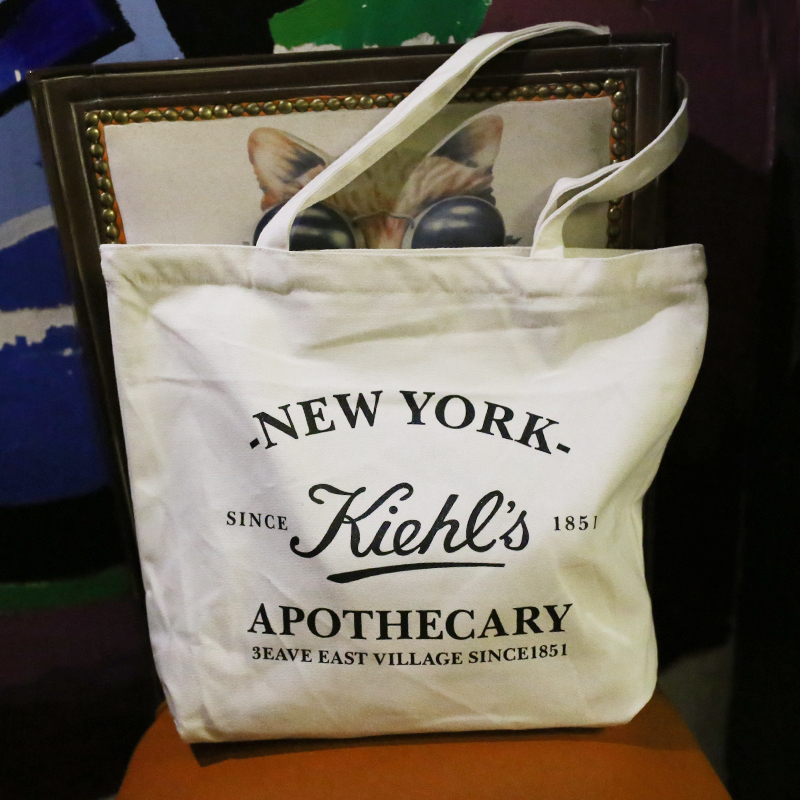 -NEW YORK-
SINCE Kiehl's 1851
APOTHECARY
3EAVE EAST VILLAGE SINCE1851